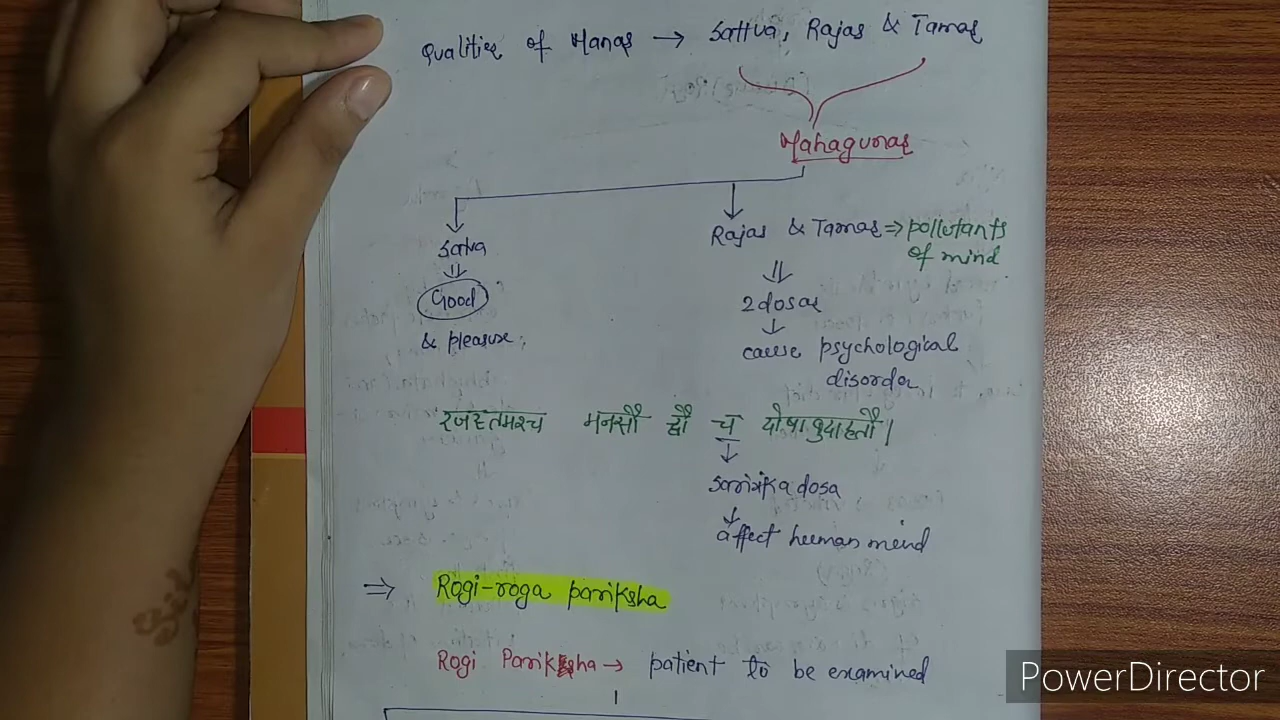 Qualities of Manas → Sattva, Rajas & Tamas
Mahagunas
Satva
Good
& pleasure;
Rajas & Tamas ⇒ pollutants
of mind
2 dosas
cause psychological
disorder
रजस्तमश्च मनसौ द्वौ च दोषावुदाहृतौ।
Saririka dosa
affect human mind
⇒ Rogi-roga pariksha
Rogi Pariksha → patient to be examined
PowerDirector